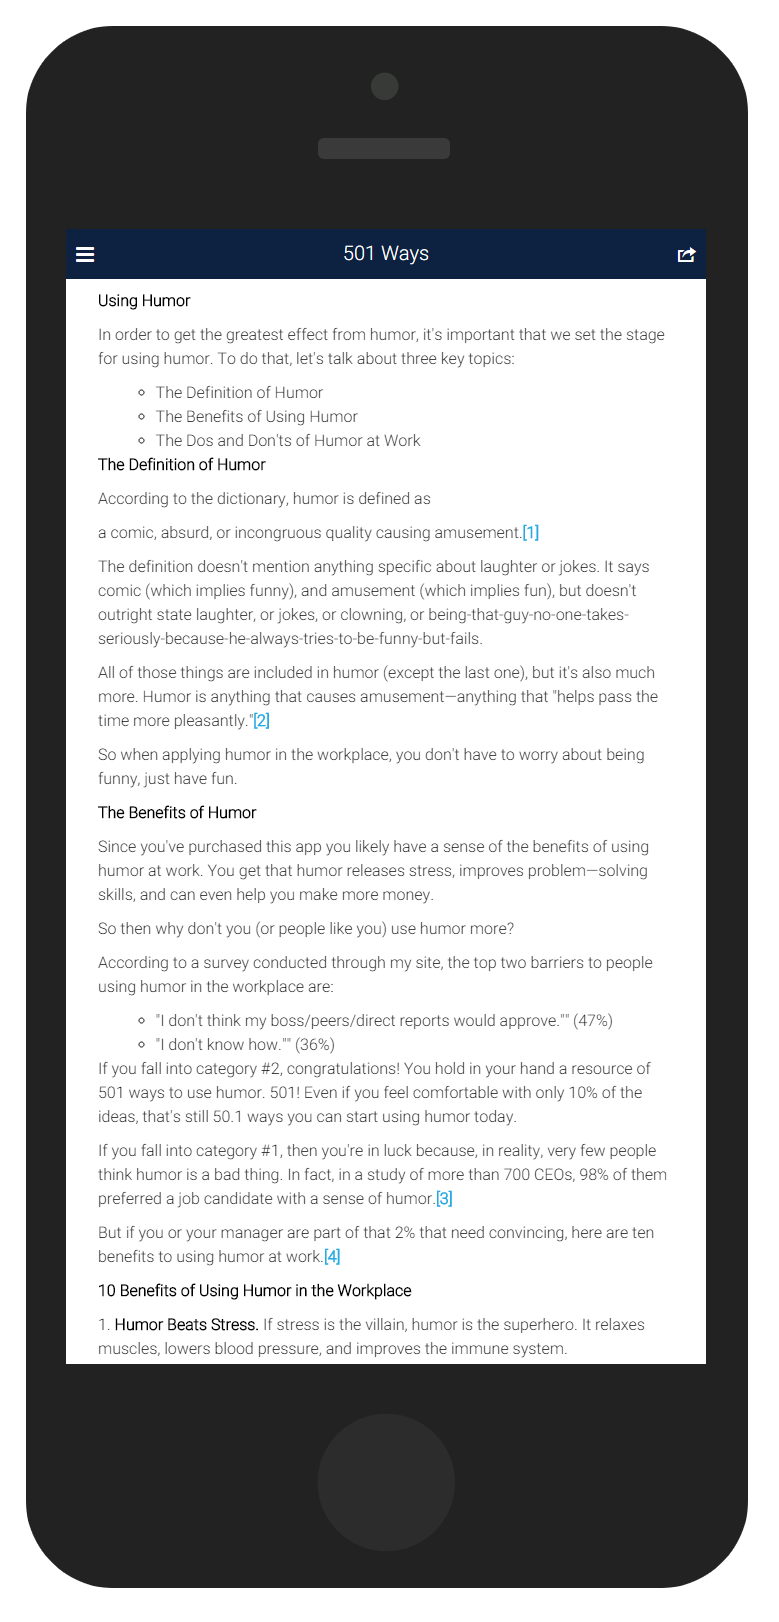 501 Ways
Using Humor
In order to get the greatest effect from humor, it's important that we set the stage
for using humor. To do that, let's talk about three key topics:
The Definition of Humor
The Benefits of Using Humor
The Dos and Don'ts of Humor at Work
The Definition of Humor
According to the dictionary, humor is defined as
a comic, absurd, or incongruous quality causing amusement.[1]
The definition doesn't mention anything specific about laughter or jokes. It says
comic (which implies funny), and amusement (which implies fun), but doesn't
outright state laughter, or jokes, or clowning, or being-that-guy-no-one-takes-
seriously-because-he-always-tries-to-be-funny-but-fails.
All of those things are included in humor (except the last one), but it's also much
more. Humor is anything that causes amusement—anything that "helps pass the
time more pleasantly."[2]
So when applying humor in the workplace, you don't have to worry about being
funny, just have fun.
The Benefits of Humor
Since you've purchased this app you likely have a sense of the benefits of using
humor at work. You get that humor releases stress, improves problem—solving
skills, and can even help you make more money.
So then why don't you (or people like you) use humor more?
According to a survey conducted through my site, the top two barriers to people
using humor in the workplace are:
"I don't think my boss/peers/direct reports would approve."" (47%)
"I don't know how."" (36%)
If you fall into category #2, congratulations! You hold in your hand a resource of
501 ways to use humor. 501! Even if you feel comfortable with only 10% of the
ideas, that's still 50.1 ways you can start using humor today.
If you fall into category #1, then you're in luck because, in reality, very few people
think humor is a bad thing. In fact, in a study of more than 700 CEOs, 98% of them
preferred a job candidate with a sense of humor.[3]
But if you or your manager are part of that 2% that need convincing, here are ten
benefits to using humor at work.[4]
10 Benefits of Using Humor in the Workplace
1. Humor Beats Stress. If stress is the villain, humor is the superhero. It relaxes
muscles, lowers blood pressure, and improves the immune system.